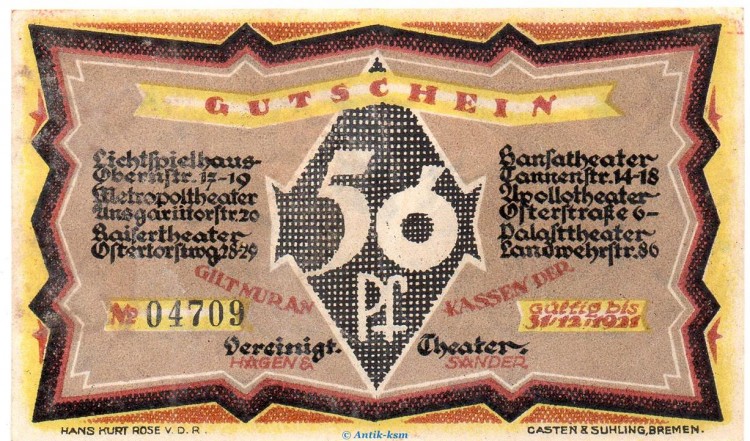 GUTSCHEIN
Lichtspielhaus-
Obernstr. 17-19
Metropoltheater
Ansgaritorstr. 20
Kaisertheater
Ostertorstwg 28-29
Hansatheater
Tannenstr. 14-18
Apollotheater
Osterstraße 6-
Palasttheater
Landwehrstr. 86
50
Pf
GILT NUR AN KASSEN DER
No 04709
Gültig bis
31/12. 1921
Vereinigt. Theater.
HAGEN & SANDER
HANS KURT ROSE V. D. R.
CASTEN & SUHLING, BREMEN.
© Antik-ksm